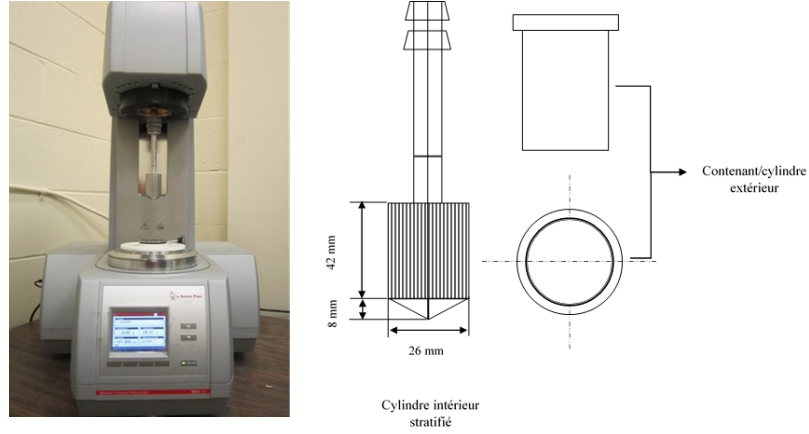 Anton Paar
42 mm
8 mm
26 mm
Cylindre intérieur
stratifié
Contenant/cylindre
extérieur